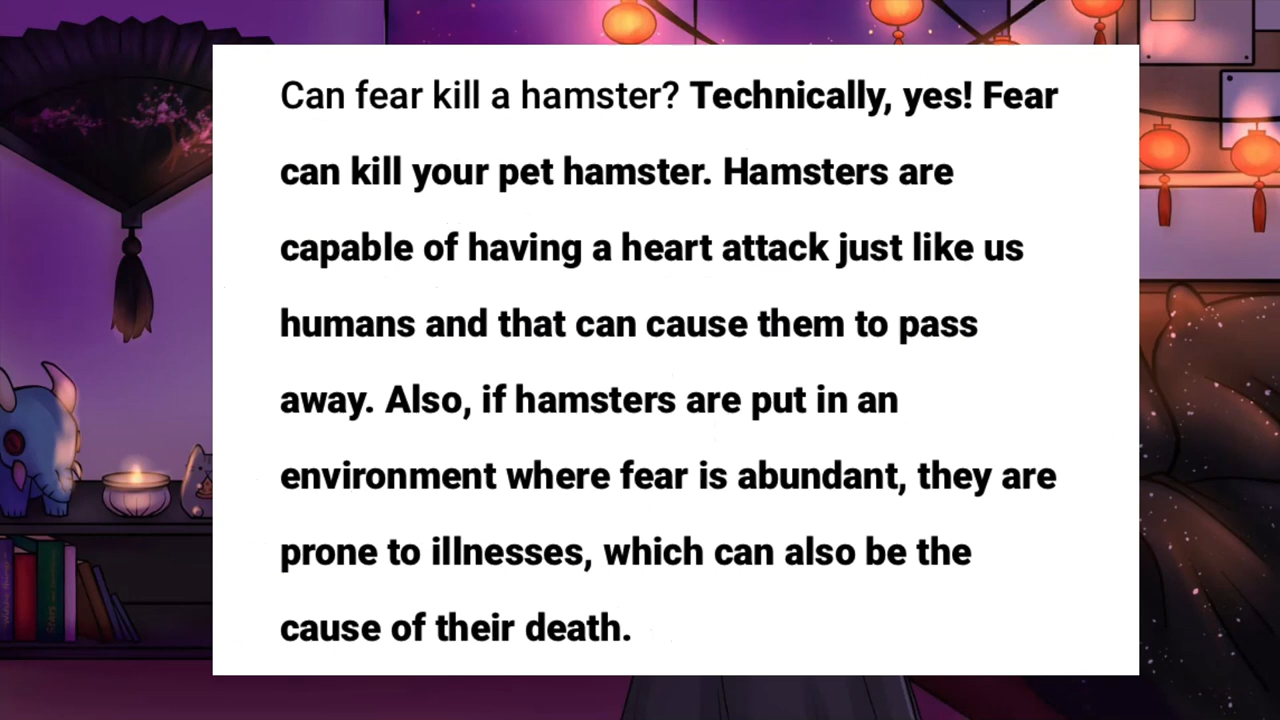 Can fear kill a hamster? Technically, yes! Fear
can kill your pet hamster. Hamsters are
capable of having a heart attack just like us
humans and that can cause them to pass
away. Also, if hamsters are put in an
environment where fear is abundant, they are
prone to illnesses, which can also be the
cause of their death.